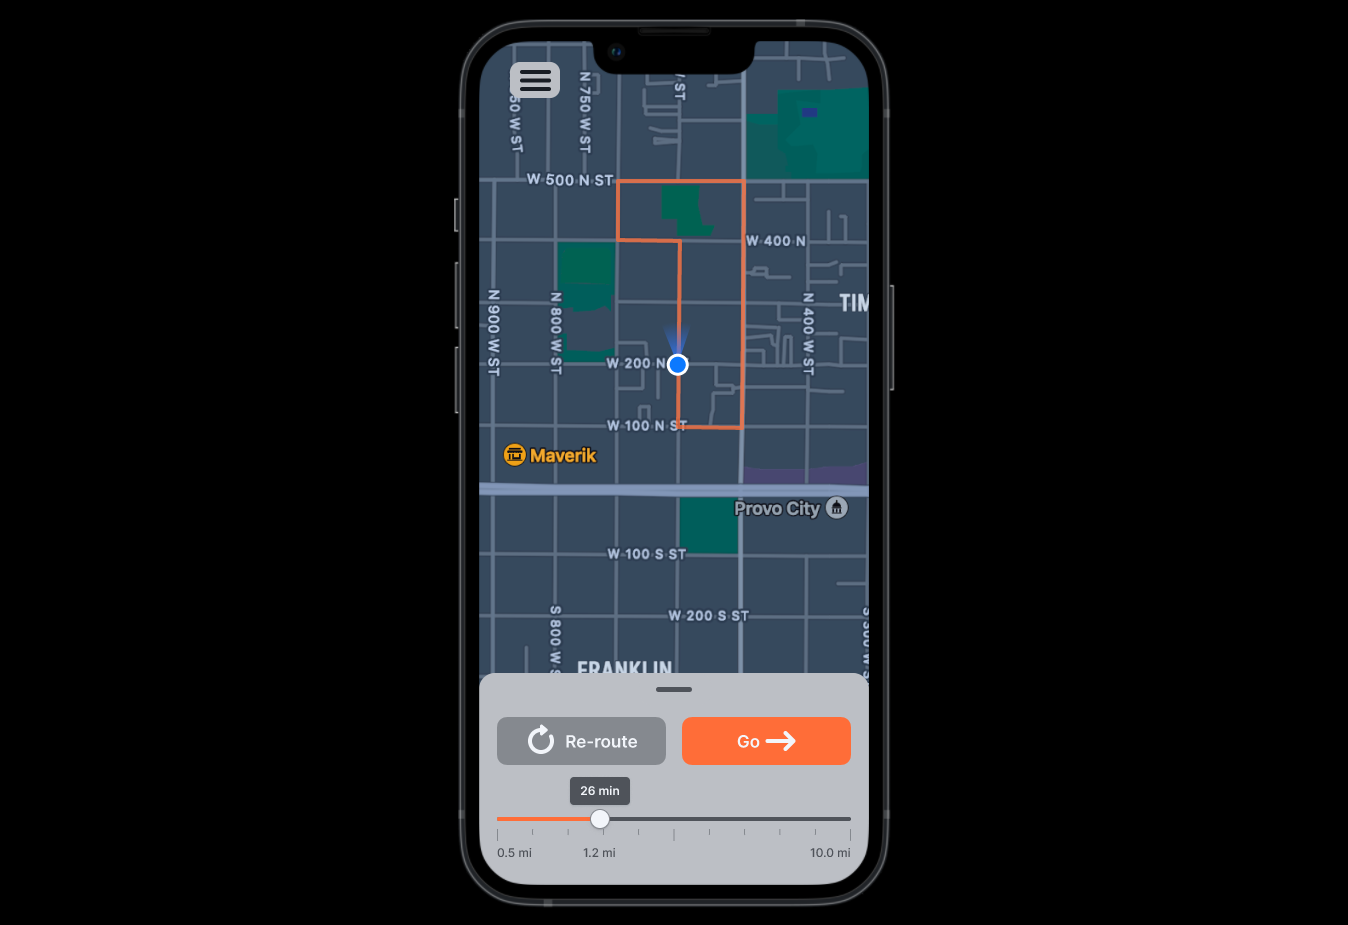 50 W ST
N 750 W ST
W ST
W 500 N ST
W 400 N
N 900 W ST
N 800 W ST
N 400 W ST
TIM
W 200 N
W 100 N ST
Maverik
Provo City
W 100 S ST
W 200 S ST
S 800 W S
S 500 W S
FRANKLIN
Re-route
Go
26 min
0.5 mi
1.2 mi
10.0 mi